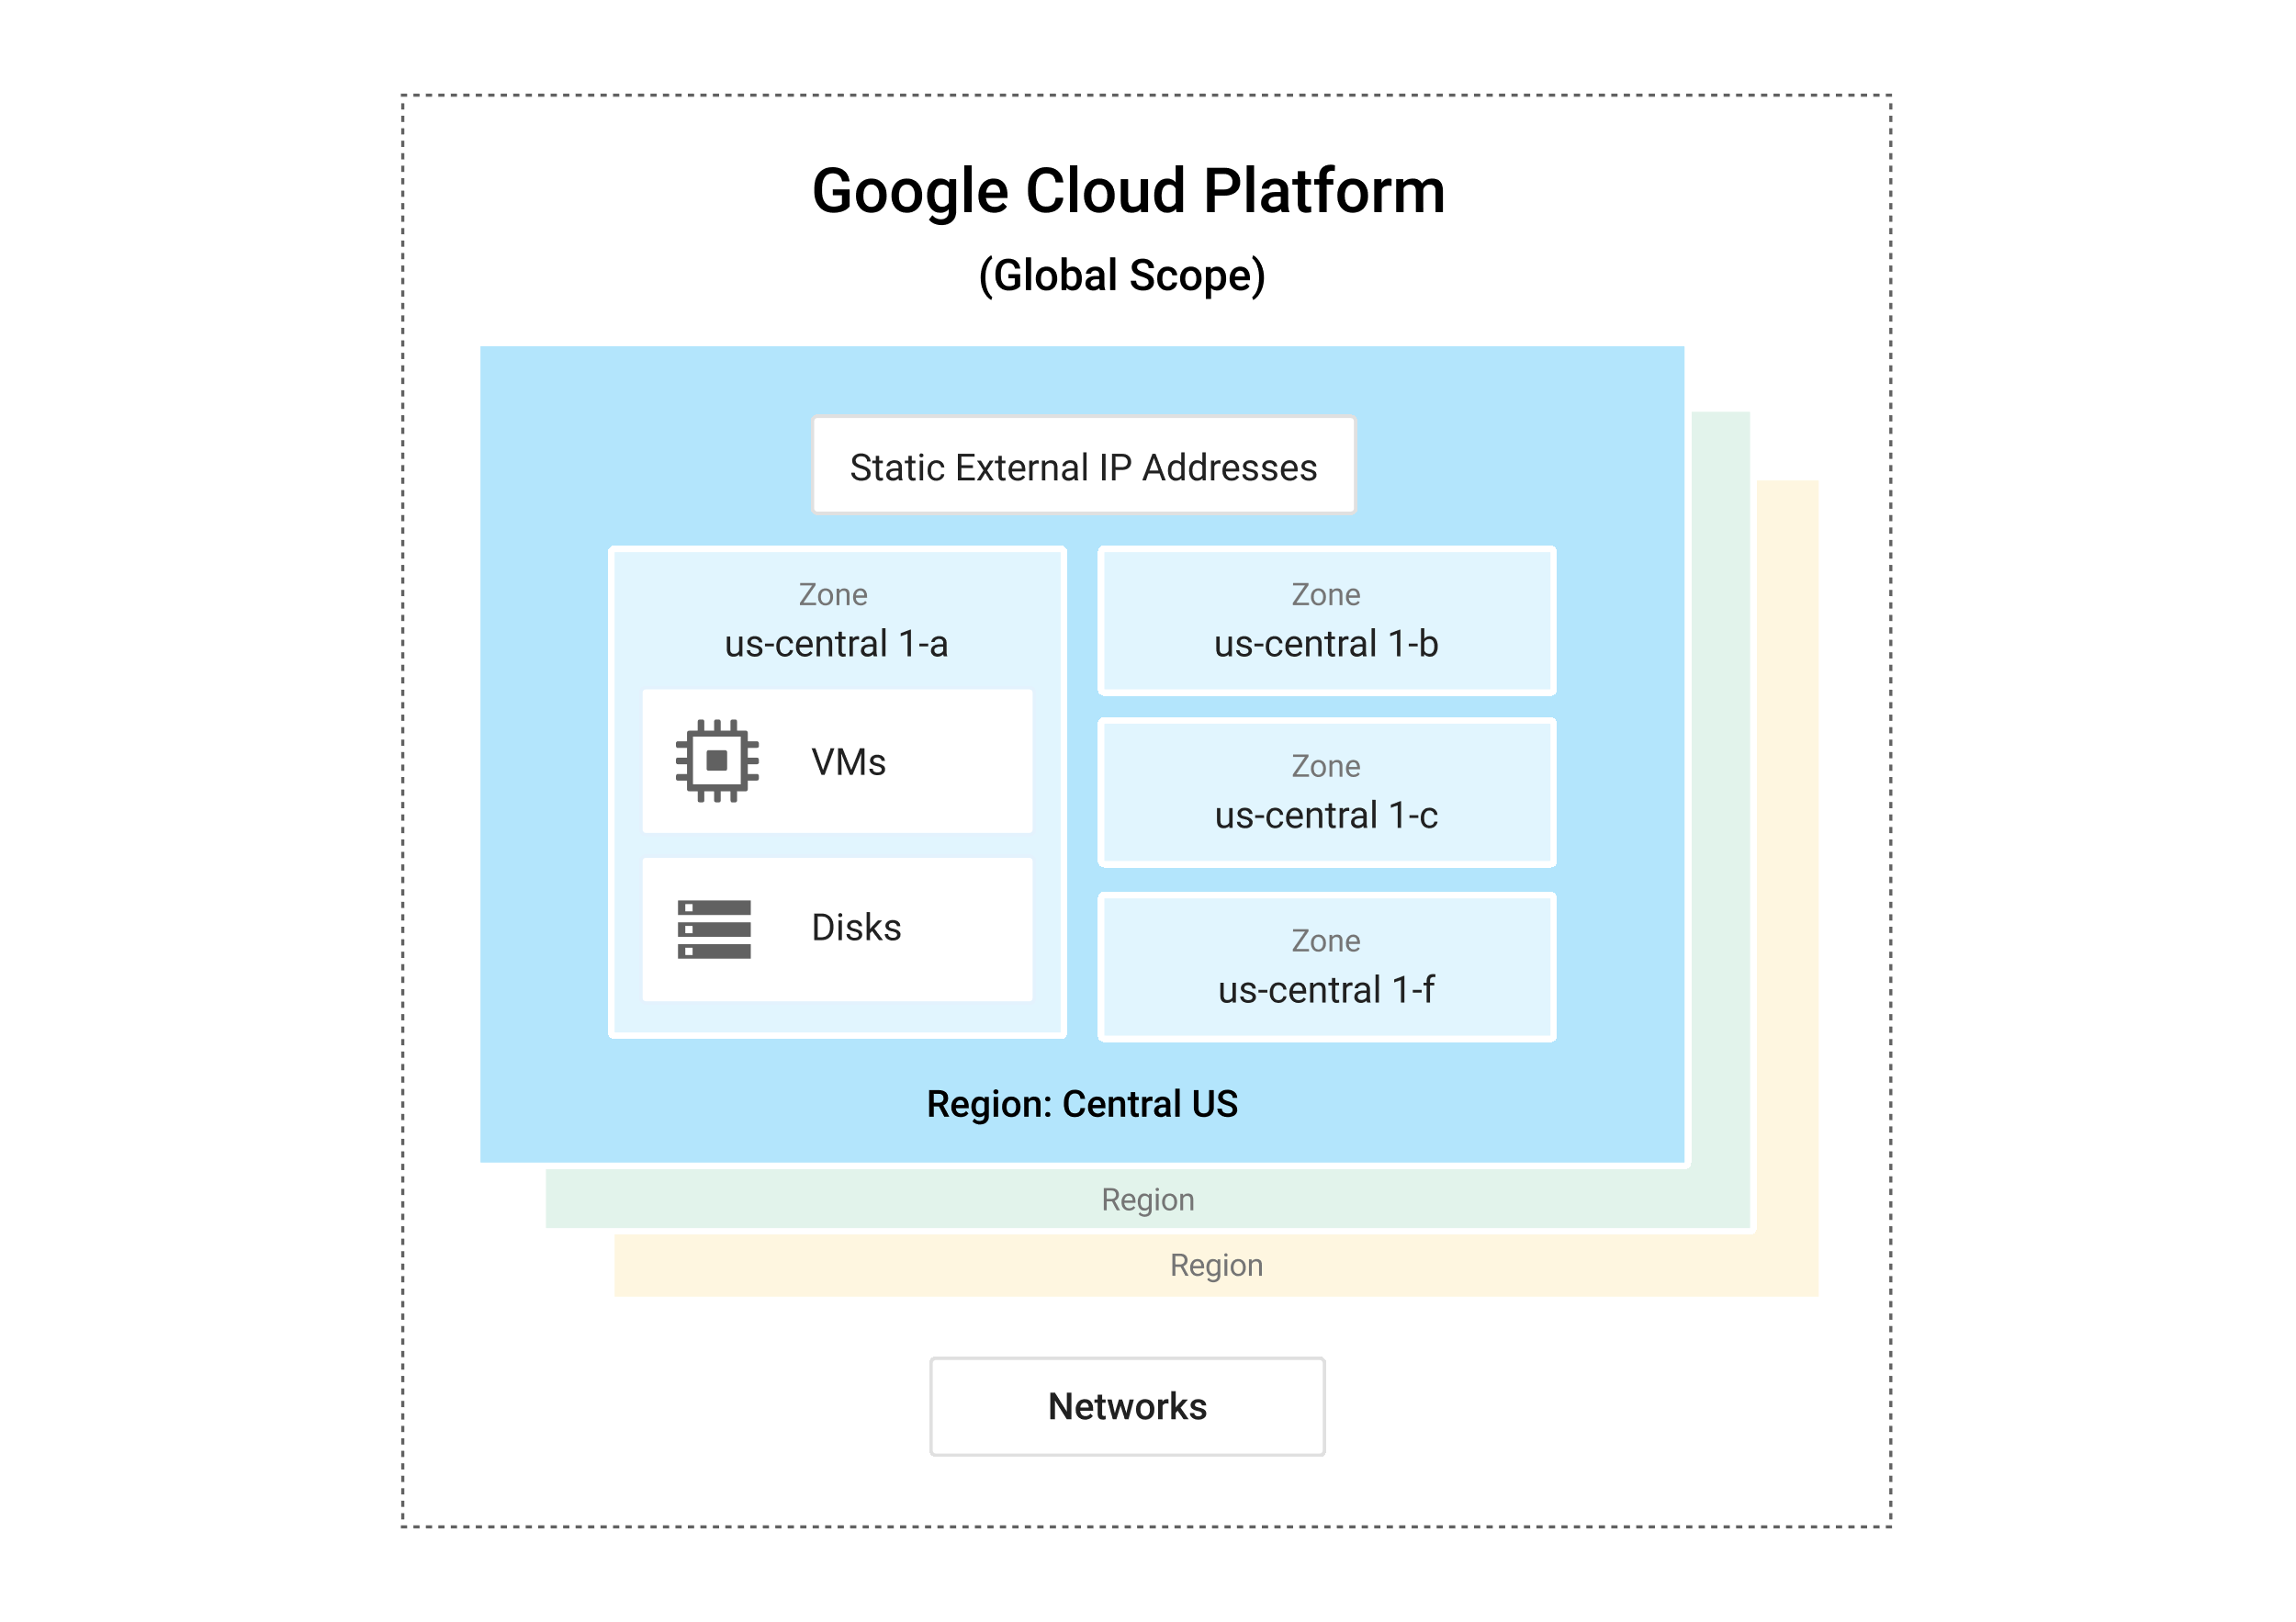 Google Cloud Platform
(Global Scope)
Static External IP Addresses
Zone
us-central 1-a
VMs
Disks
Zone
us-central 1-b
Zone
us-central 1-c
Zone
us-central 1-f
Region: Central US
Region
Region
Networks